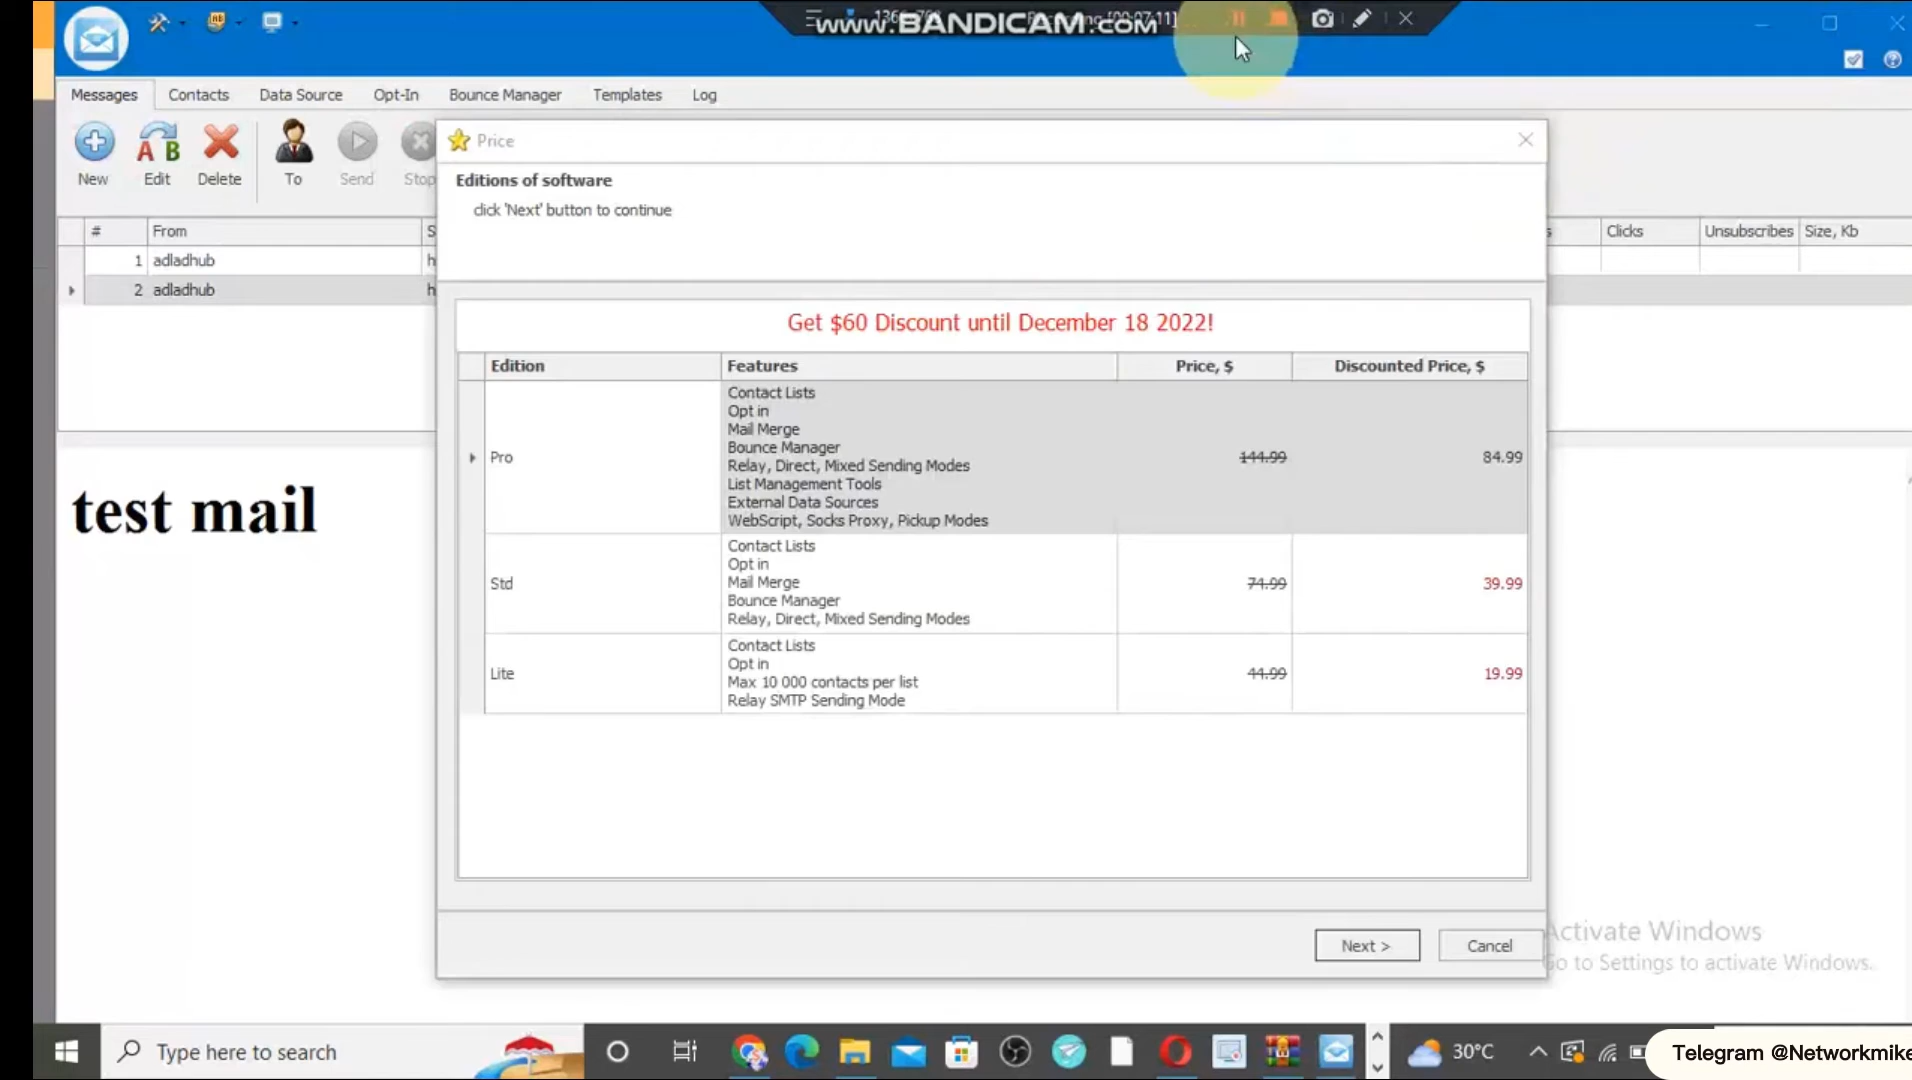 www.BANDICAM.com
[00:07:11]
Messages Contacts Data Source Opt-In Bounce Manager Templates Log
New Edit Delete To Send Stop
Price
Editions of software
click 'Next' button to continue
# From Clicks Unsubscribes Size, Kb
1 adladhub h
2 adladhub h
test mail
Get $60 Discount until December 18 2022!
Edition Features Price, $ Discounted Price, $
Contact Lists
Opt in
Mail Merge
Bounce Manager
Pro 144.99 84.99
Relay, Direct, Mixed Sending Modes
List Management Tools
External Data Sources
WebScript, Socks Proxy, Pickup Modes
Contact Lists
Opt in
Mail Merge
Std 74.99 39.99
Bounce Manager
Relay, Direct, Mixed Sending Modes
Contact Lists
Opt in
Lite 44.99 19.99
Max 10 000 contacts per list
Relay SMTP Sending Mode
Next > Cancel
Activate Windows
Go to Settings to activate Windows.
Type here to search
30°C
Telegram @Networkmike